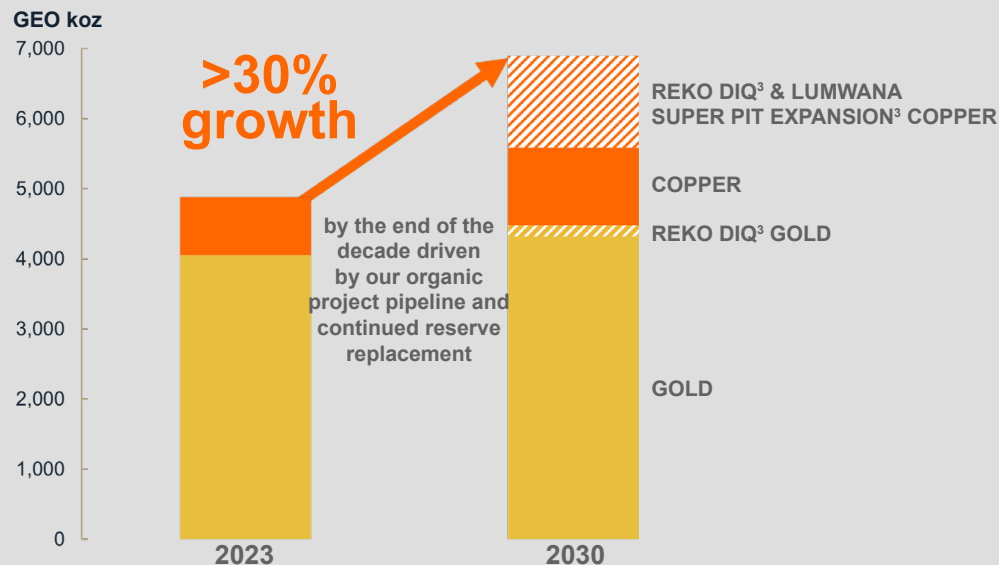 GEO koz
7,000
6,000
5,000
4,000
3,000
2,000
1,000
0
>30%
growth
by the end of the
decade driven
by our organic
project pipeline and
continued reserve
replacement
REKO DIQ³ & LUMWANA
SUPER PIT EXPANSION³ COPPER
COPPER
REKO DIQ³ GOLD
GOLD
2023
2030